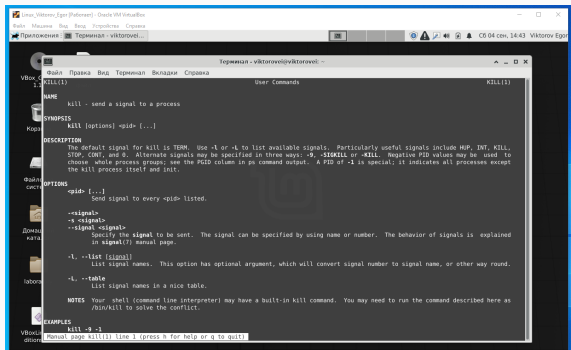 Linux_Viktorov_Egor [Работает] - Oracle VM VirtualBox
Файл Машина Вид Ввод Устройства Справка
Приложения Терминал - viktorovei... Сб 04 сен, 14:43 Viktorov Egor
Терминал - viktorovei@viktorovei: ~
Файл Правка Вид Терминал Вкладки Справка
KILL(1) User Commands KILL(1)
NAME
kill - send a signal to a process
SYNOPSIS
kill [options] <pid> [...]
DESCRIPTION
The default signal for kill is TERM. Use -l or -L to list available signals. Particularly useful signals include HUP, INT, KILL,
STOP, CONT, and 0. Alternate signals may be specified in three ways: -9, -SIGKILL or -KILL. Negative PID values may be used to
choose whole process groups; see the PGID column in ps command output. A PID of -1 is special; it indicates all processes except
the kill process itself and init.
OPTIONS
<pid> [...]
Send signal to every <pid> listed.
-<signal>
-s <signal>
--signal <signal>
Specify the signal to be sent. The signal can be specified by using name or number. The behavior of signals is explained
in signal(7) manual page.
-l, --list [signal]
List signal names. This option has optional argument, which will convert signal number to signal name, or other way round.
-L, --table
List signal names in a nice table.
NOTES Your shell (command line interpreter) may have a built-in kill command. You may need to run the command described here as
/bin/kill to solve the conflict.
EXAMPLES
kill -9 -1
Manual page kill(1) line 1 (press h for help or q to quit)
VBox_G
1.1
Корз
Файло
систе
Домаш
ката
labora
VBoxLi
dition